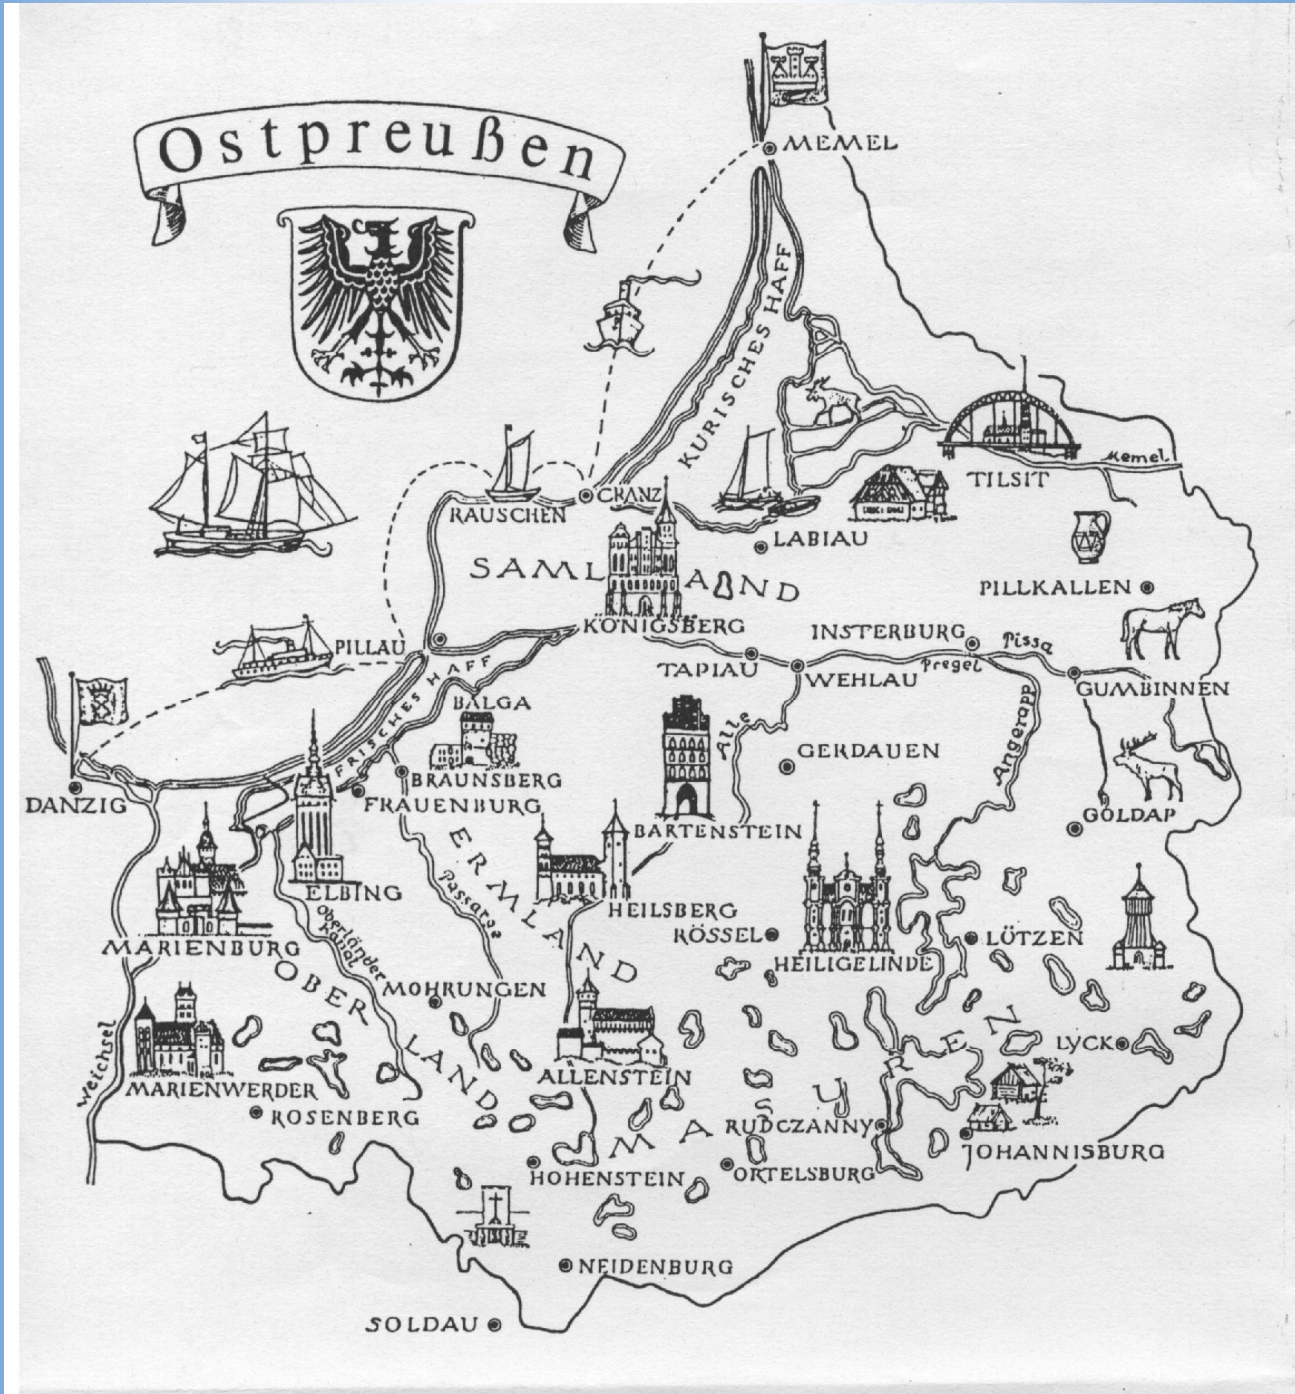 Ostpreußen
MEMEL
KURISCHES HAFF
TILSIT
Memel
CRANZ
RAUSCHEN
LABIAU
SAMLAND
PILLKALLEN
KÖNIGSBERG
INSTERBURG
Pissa
PILLAU
TAPIAU
WEHLAU
Pregel
GUMBINNEN
FRISCHES HAFF
BALGA
Alle
Angerapp
GERDAUEN
BRAUNSBERG
DANZIG
FRAUENBURG
GOLDAP
BARTENSTEIN
ERMLAND
ELBING
Passarge
HEILSBERG
RÖSSEL
LÖTZEN
MARIENBURG
Oberländer
Kanal
HEILIGELINDE
OBERLAND
MOHRUNGEN
Weichsel
MASUREN
LYCK
ALLENSTEIN
MARIENWERDER
ROSENBERG
RUDCZANNY
JOHANNISBURG
HOHENSTEIN
ORTELSBURG
NEIDENBURG
SOLDAU